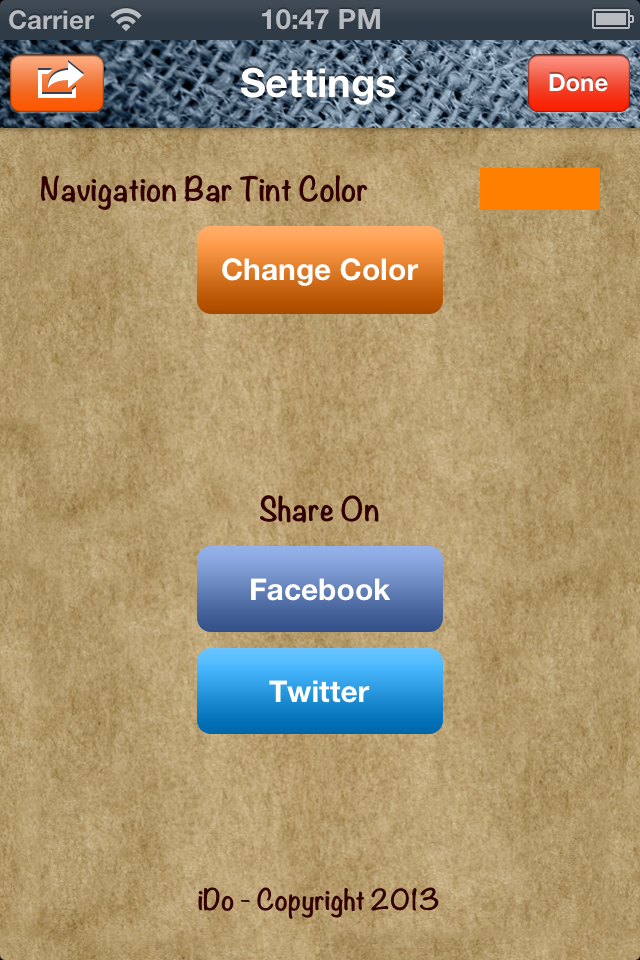 Carrier 10:47 PM
Settings
Done
Navigation Bar Tint Color
Change Color
Share On
Facebook
Twitter
iDo - Copyright 2013